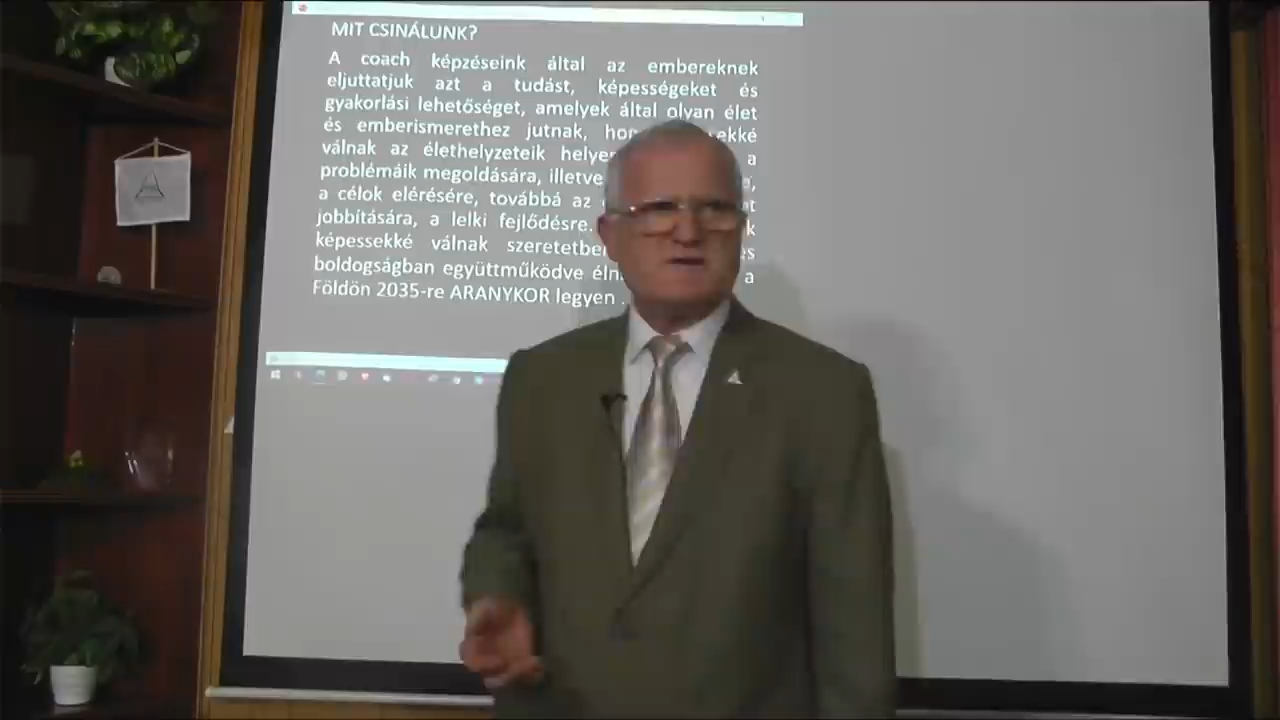 MIT CSINÁLUNK?
A coach képzéseink által az embereknek
eljuttatjuk azt a tudást, képességeket és
gyakorlási lehetőséget, amelyek által olyan élet
és emberismerethez jutnak,
válnak az élethelyzeteik a
problémáik megoldására, illetve
a célok elérésére, továbbá az
jobbítására, a lelki fejlődésre.
képessekké válnak
boldogságban együttműködve a
Földön 2035-re ARANYKOR legyen .